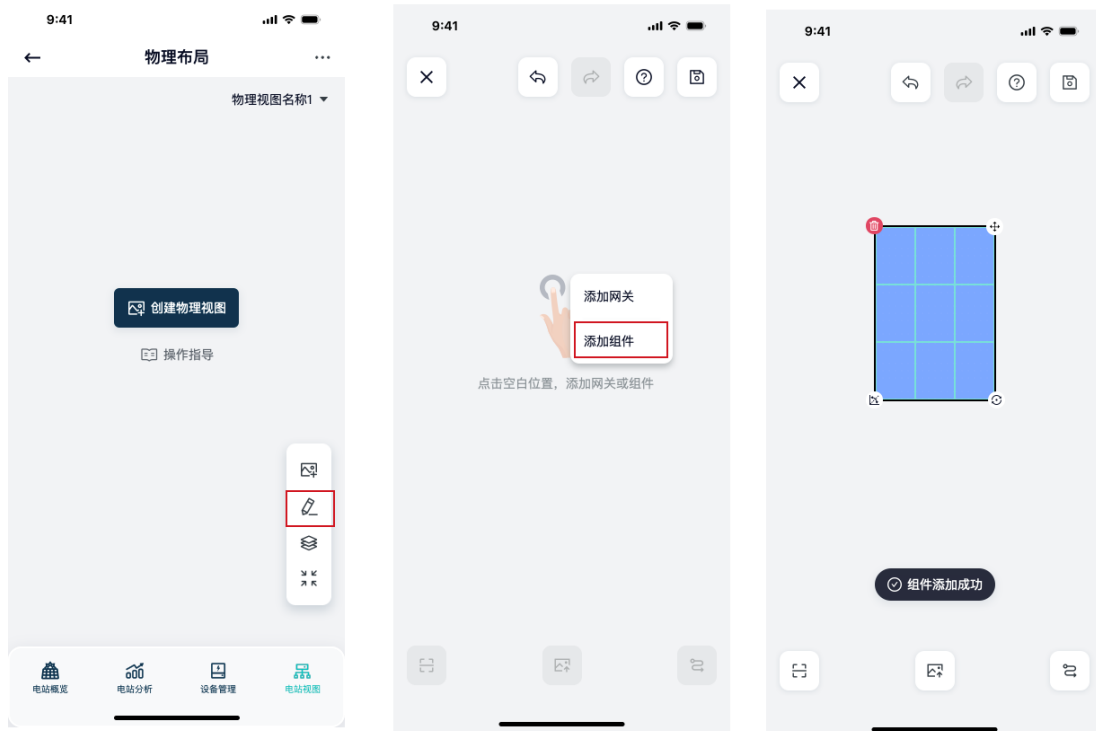 9:41
物理布局
物理视图名称1
创建物理视图
操作指导
电站概览
电站分析
设备管理
电站视图
9:41
添加网关
添加组件
点击空白位置，添加网关或组件
9:41
组件添加成功